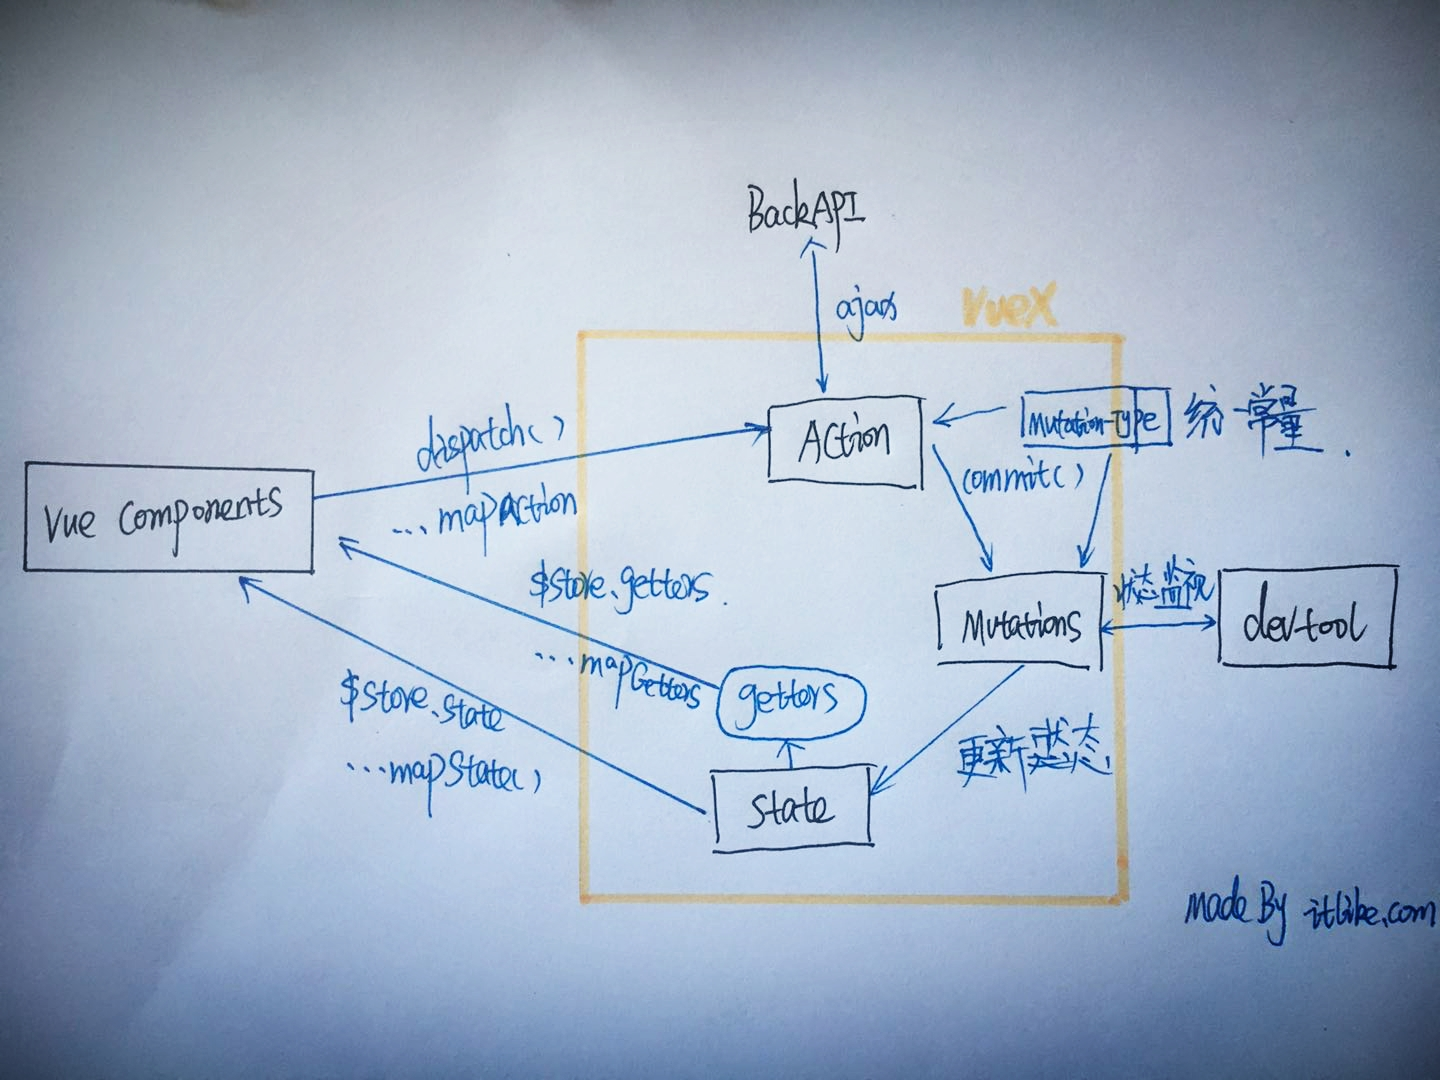 BackAPI
ajax
VueX
Action
Mutation-Type
统一常量.
dispatch()
...mapAction
commit()
Vue Components
$store.getters.
...mapGetters
Mutations
状态监视
devtool
getters
$store.state
...mapState()
更新状态.
state
made By itlike.com